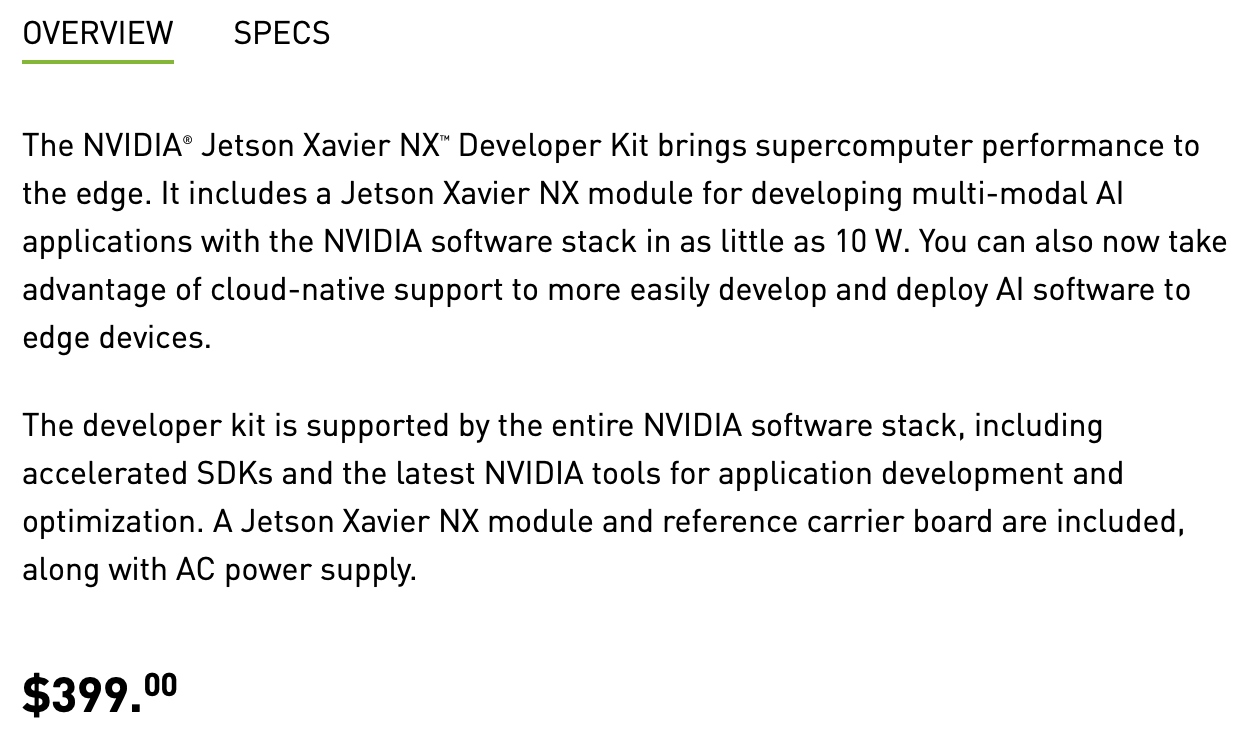 OVERVIEW SPECS
The NVIDIA® Jetson Xavier NX™ Developer Kit brings supercomputer performance to
the edge. It includes a Jetson Xavier NX module for developing multi-modal AI
applications with the NVIDIA software stack in as little as 10 W. You can also now take
advantage of cloud-native support to more easily develop and deploy AI software to
edge devices.
The developer kit is supported by the entire NVIDIA software stack, including
accelerated SDKs and the latest NVIDIA tools for application development and
optimization. A Jetson Xavier NX module and reference carrier board are included,
along with AC power supply.
$399.00